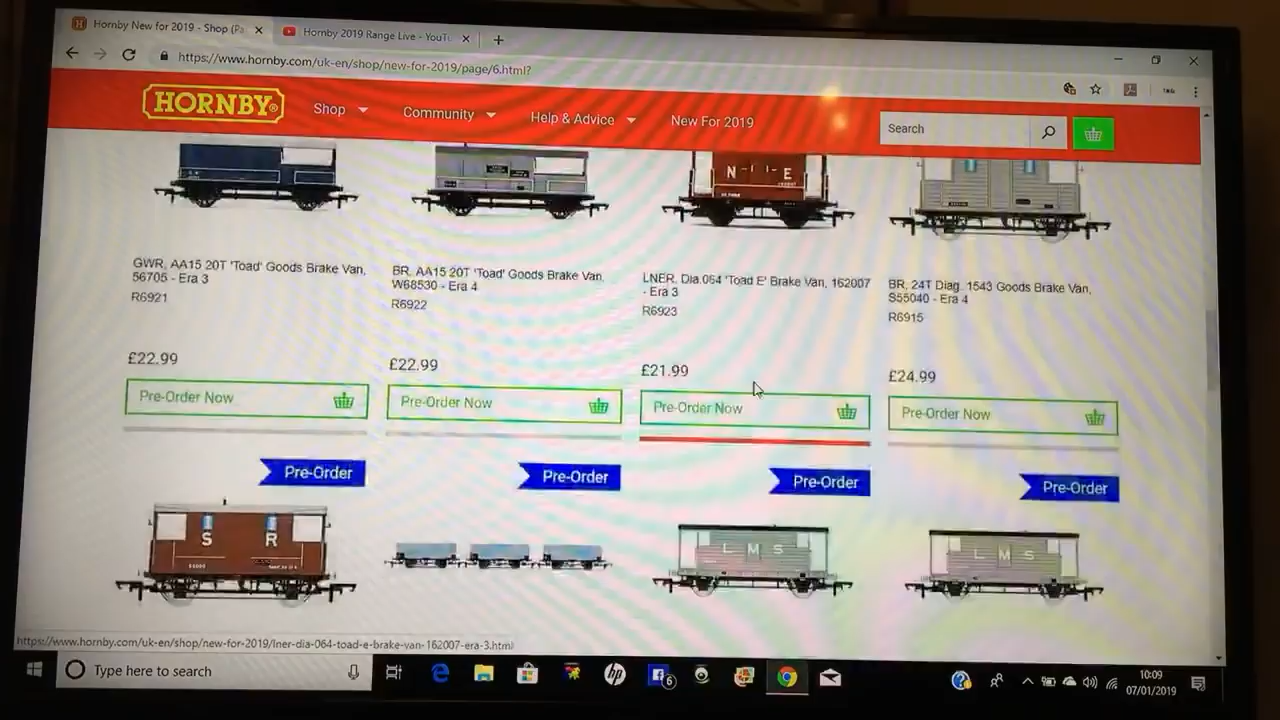 Hornby New for 2019 - Shop (Pa
Hornby 2019 Range Live - YouTu
https://www.hornby.com/uk-en/shop/new-for-2019/page/6.html?
HORNBY
Shop
Community
Help & Advice
New For 2019
Search
N E
GWR, AA15 20T 'Toad' Goods Brake Van,
56705 - Era 3
R6921
£22.99
Pre-Order Now
BR, AA15 20T 'Toad' Goods Brake Van,
W68530 - Era 4
R6922
£22.99
Pre-Order Now
LNER, Dia.064 'Toad E' Brake Van, 162007
- Era 3
R6923
£21.99
Pre-Order Now
BR, 24T Diag. 1543 Goods Brake Van,
S55040 - Era 4
R6915
£24.99
Pre-Order Now
Pre-Order
Pre-Order
Pre-Order
Pre-Order
S R
L M S
L M S
https://www.hornby.com/uk-en/shop/new-for-2019/lner-dia-064-toad-e-brake-van-162007-era-3.html
Type here to search
hp
6
10:09
07/01/2019